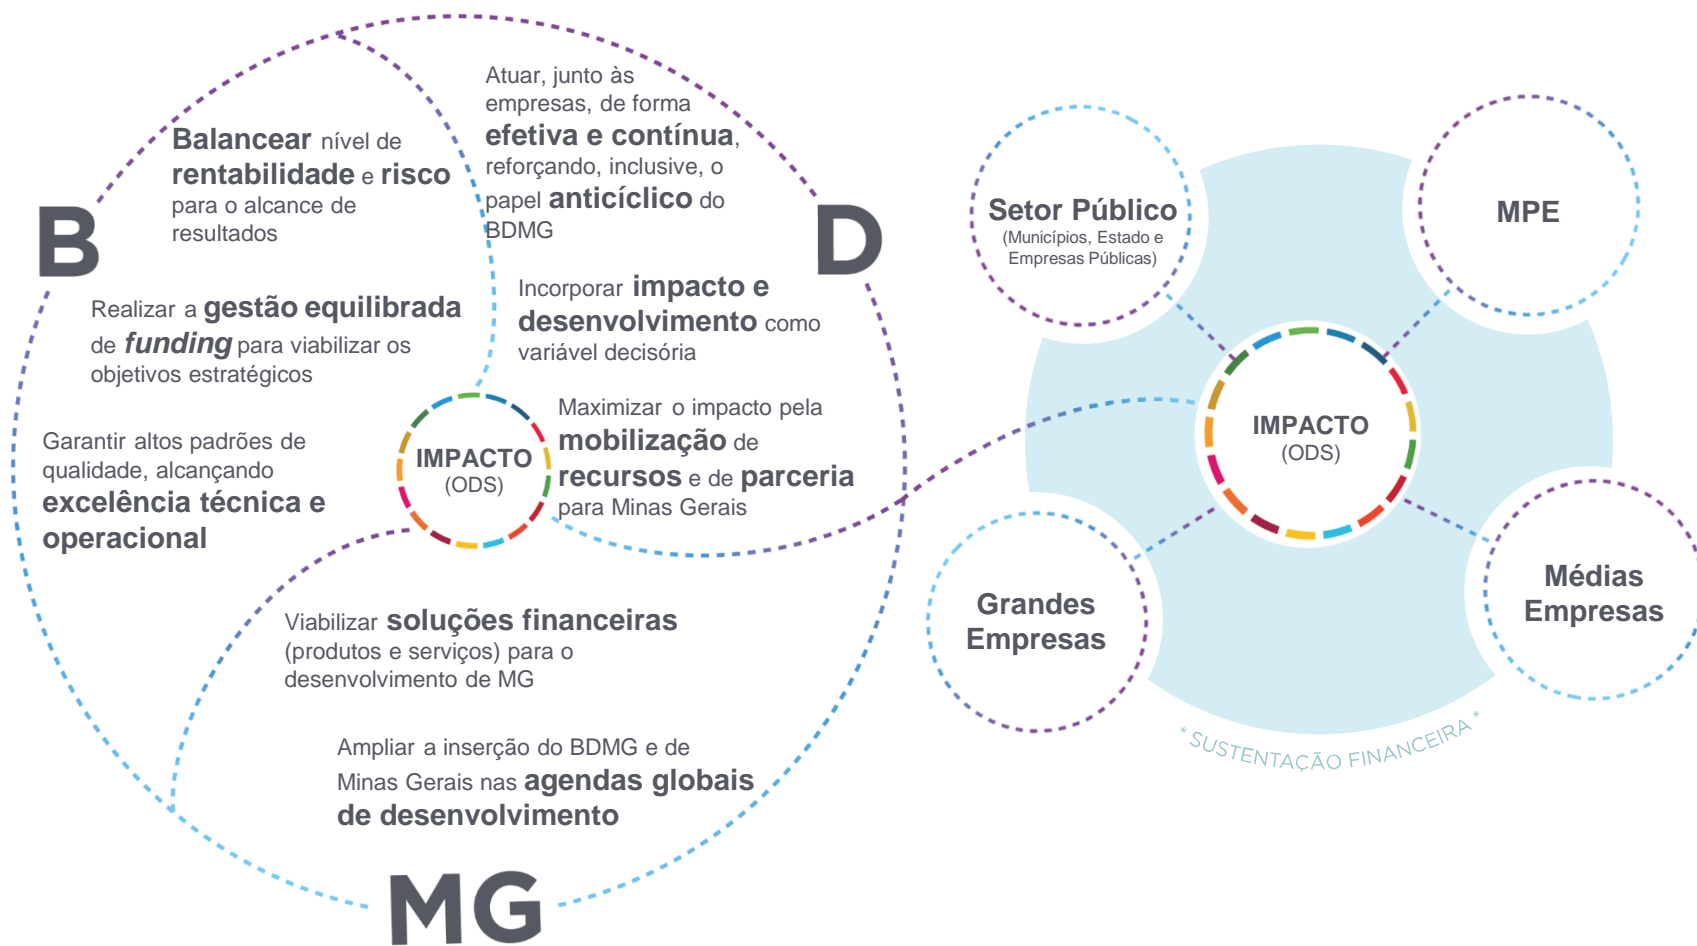 B
Balancear nível de
rentabilidade e risco
para o alcance de
resultados
Realizar a gestão equilibrada
de funding para viabilizar os
objetivos estratégicos
Garantir altos padrões de
qualidade, alcançando
excelência técnica e
operacional
D
Atuar, junto às
empresas, de forma
efetiva e contínua,
reforçando, inclusive, o
papel anticíclico do
BDMG
Incorporar impacto e
desenvolvimento como
variável decisória
Maximizar o impacto pela
mobilização de
recursos e de parceria
para Minas Gerais
IMPACTO
(ODS)
Viabilizar soluções financeiras
(produtos e serviços) para o
desenvolvimento de MG
Ampliar a inserção do BDMG e de
Minas Gerais nas agendas globais
de desenvolvimento
MG
Setor Público
(Municípios, Estado e
Empresas Públicas)
MPE
IMPACTO
(ODS)
Grandes
Empresas
Médias
Empresas
* SUSTENTAÇÃO FINANCEIRA *